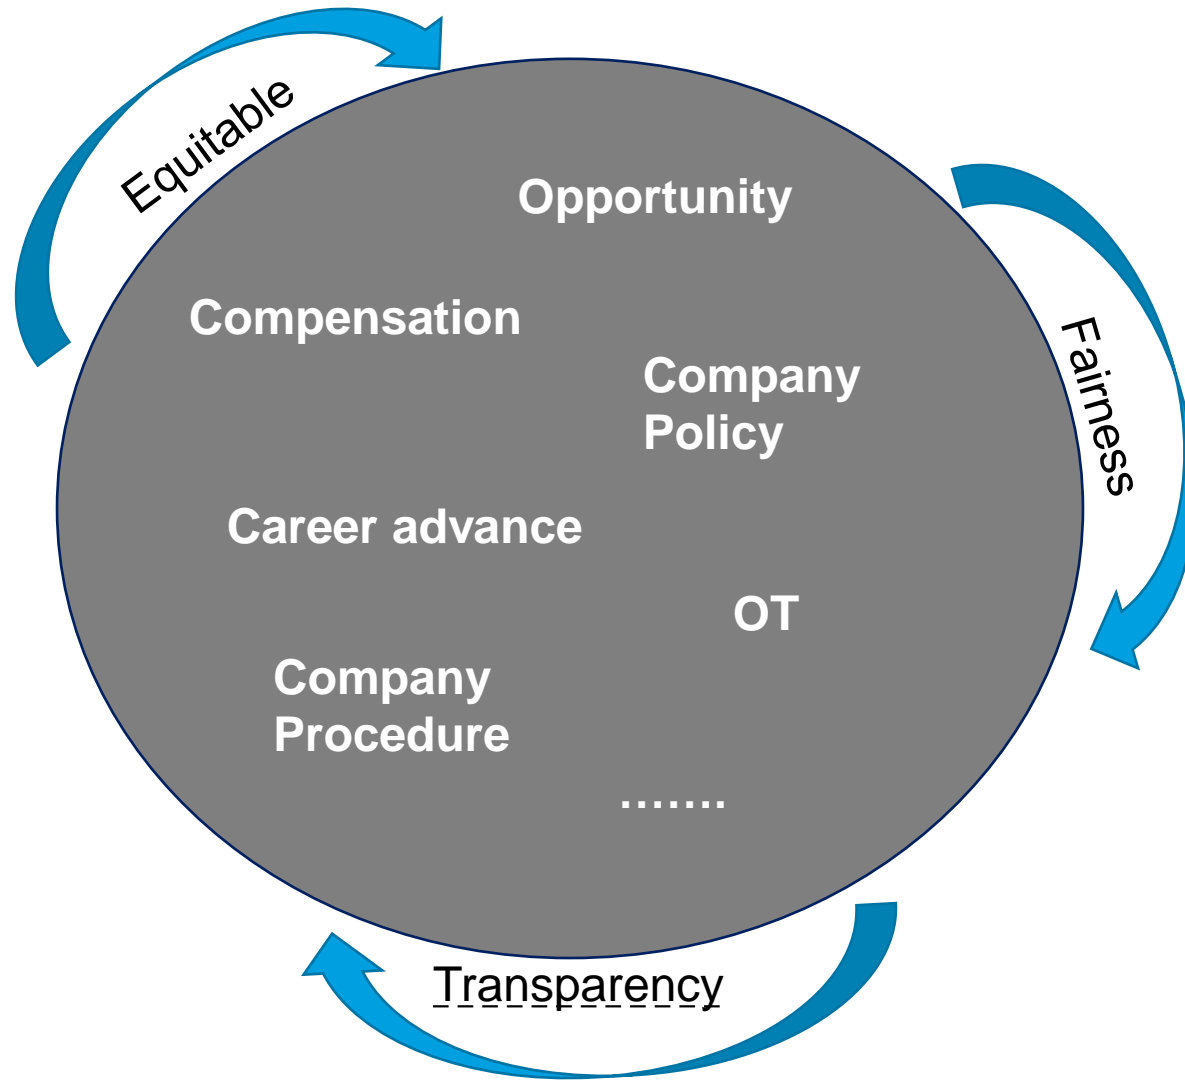 Equitable
Opportunity
Compensation
Fairness
Company
Policy
Career advance
OT
Company
Procedure
.......
Transparency